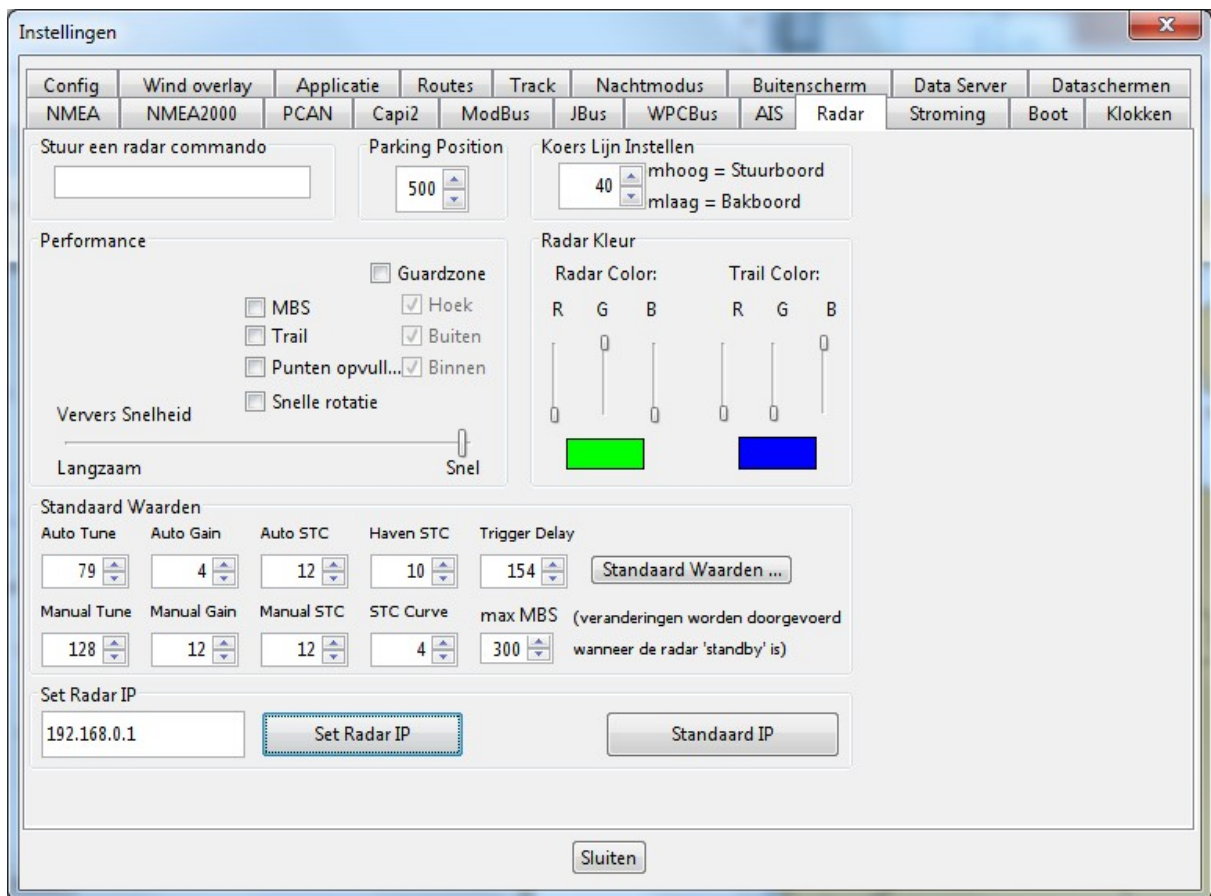 Instellingen
Config Wind overlay Applicatie Routes Track Nachtmodus Buitenscherm Data Server Dataschermen
NMEA NMEA2000 PCAN Capi2 ModBus JBus WPCBus AIS Radar Stroming Boot Klokken
Stuur een radar commando Parking Position Koers Lijn Instellen
500 40 mhoog = Stuurboord
mlaag = Bakboord
Performance Radar Kleur
Guardzone Radar Color: Trail Color:
MBS Hoek R G B R G B
Trail Buiten
Punten opvull... Binnen
Ververs Snelheid Snelle rotatie
Langzaam Snel
Standaard Waarden
Auto Tune Auto Gain Auto STC Haven STC Trigger Delay
79 4 12 10 154 Standaard Waarden ...
Manual Tune Manual Gain Manual STC STC Curve max MBS (veranderingen worden doorgevoerd
128 12 12 4 300 wanneer de radar 'standby' is)
Set Radar IP
192.168.0.1 Set Radar IP Standaard IP
Sluiten